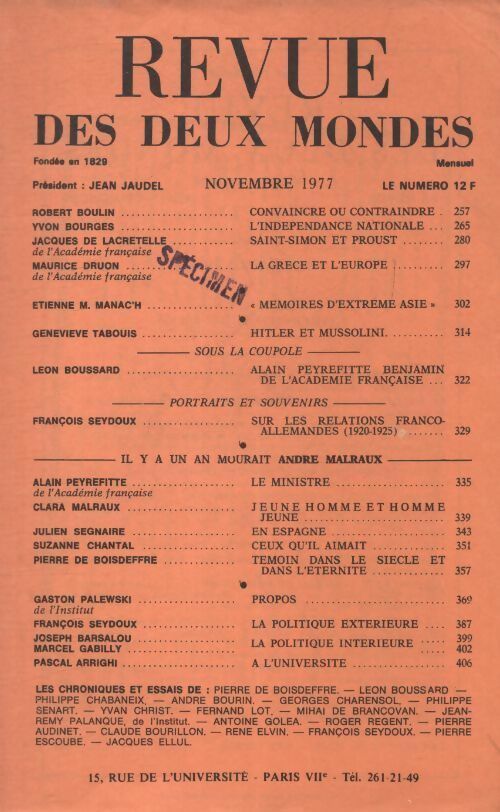 REVUE
DES DEUX MONDES
Fondée en 1829 Mensuel
Président : JEAN JAUDEL NOVEMBRE 1977 LE NUMERO 12 F
ROBERT BOULIN ..................... CONVAINCRE OU CONTRAINDRE . 257
YVON BOURGES ..................... L'INDEPENDANCE NATIONALE ... 265
JACQUES DE LACRETELLE ............ SAINT-SIMON ET PROUST ....... 280
de l'Académie française
MAURICE DRUON .................... LA GRECE ET L'EUROPE ........ 297
de l'Académie française
SPÉCIMEN
ETIENNE M. MANAC'H ............... « MEMOIRES D'EXTREME ASIE » 302
GENEVIEVE TABOUIS ................ HITLER ET MUSSOLINI. ......... 314
SOUS LA COUPOLE
LEON BOUSSARD .................... ALAIN PEYREFITTE BENJAMIN
DE L'ACADEMIE FRANÇAISE ... 322
PORTRAITS ET SOUVENIRS
FRANÇOIS SEYDOUX ................. SUR LES RELATIONS FRANCO-
ALLEMANDES (1920-1925) ....... 329
IL Y A UN AN MOURAIT ANDRE MALRAUX
ALAIN PEYREFITTE ................. LE MINISTRE .................. 335
de l'Académie française
CLARA MALRAUX .................... JEUNE HOMME ET HOMME
JEUNE ........................ 339
JULIEN SEGNAIRE .................. EN ESPAGNE ................... 343
SUZANNE CHANTAL .................. CEUX QU'IL AIMAIT ............ 351
PIERRE DE BOISDEFFRE ............. TEMOIN DANS LE SIECLE ET
DANS L'ETERNITE .............. 357
GASTON PALEWSKI .................. PROPOS ....................... 369
de l'Institut
FRANÇOIS SEYDOUX ................. LA POLITIQUE EXTERIEURE .... 387
JOSEPH BARSALOU .................. LA POLITIQUE INTERIEURE .... 399
MARCEL GABILLY ................... 402
PASCAL ARRIGHI ................... A L'UNIVERSITE ............... 406
LES CHRONIQUES ET ESSAIS DE : PIERRE DE BOISDEFFRE. — LEON BOUSSARD —
PHILIPPE CHABANEIX. — ANDRE BOURIN. — GEORGES CHARENSOL. — PHILIPPE
SENART. — YVAN CHRIST. — FERNAND LOT. — MIHAI DE BRANCOVAN. — JEAN-
REMY PALANQUE, de l'Institut. — ANTOINE GOLEA. — ROGER REGENT. — PIERRE
AUDINET. — CLAUDE BOURILLON. — RENE ELVIN. — FRANÇOIS SEYDOUX. — PIERRE
ESCOUBE. — JACQUES ELLUL.
15, RUE DE L'UNIVERSITÉ - PARIS VIIe - Tél. 261-21-49